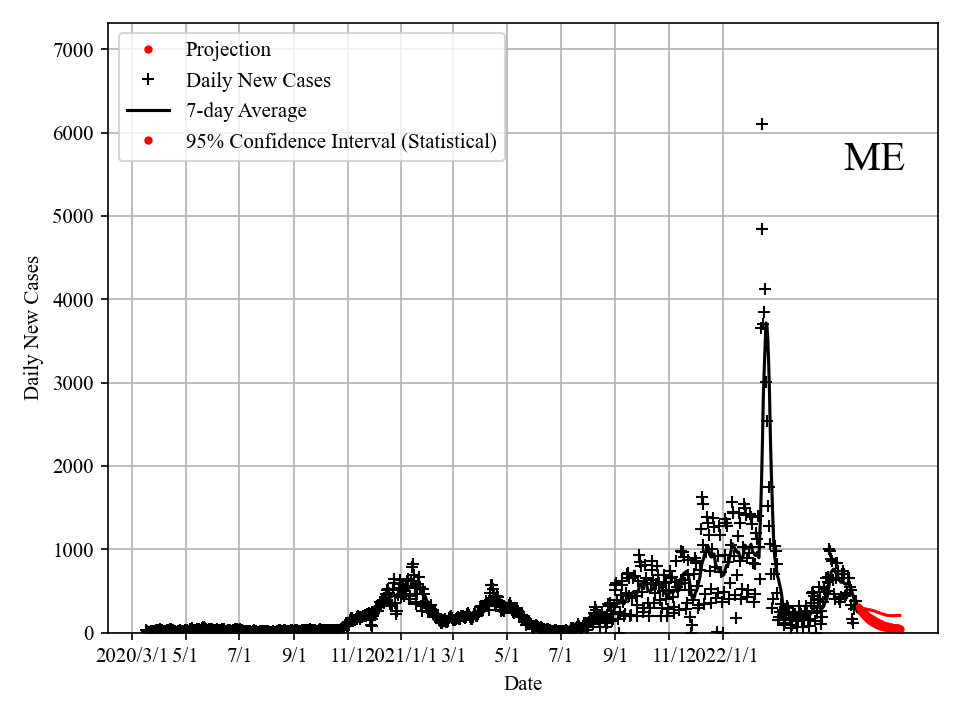 Projection
Daily New Cases
7-day Average
95% Confidence Interval (Statistical)
ME
7000
6000
5000
4000
3000
2000
1000
0
Daily New Cases
2020/3/1 5/1 7/1 9/1 11/1 2021/1/1 3/1 5/1 7/1 9/1 11/1 2022/1/1
Date